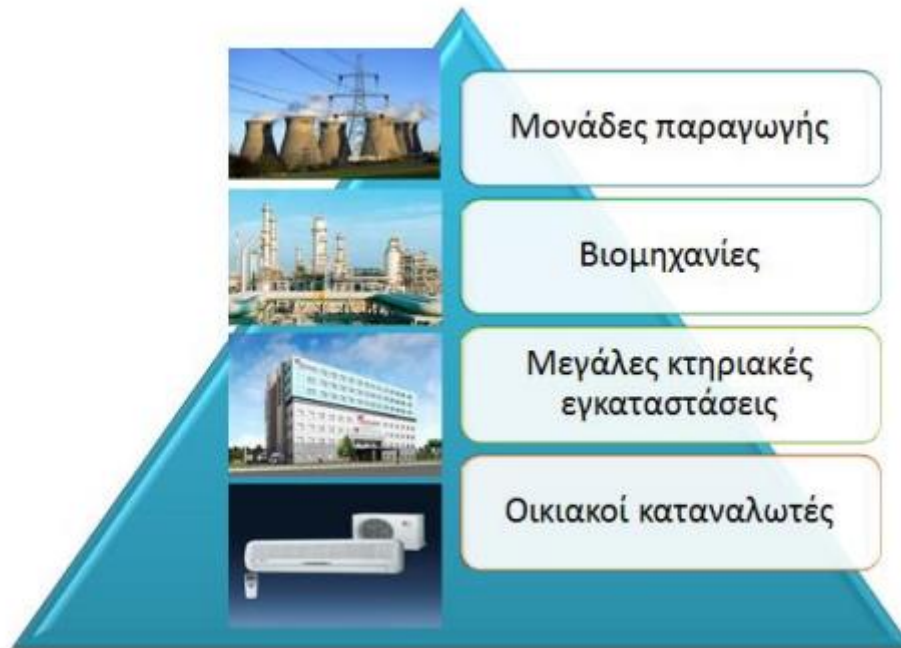 Μονάδες παραγωγής
Βιομηχανίες
Μεγάλες κτηριακές
εγκαταστάσεις
Οικιακοί καταναλωτές